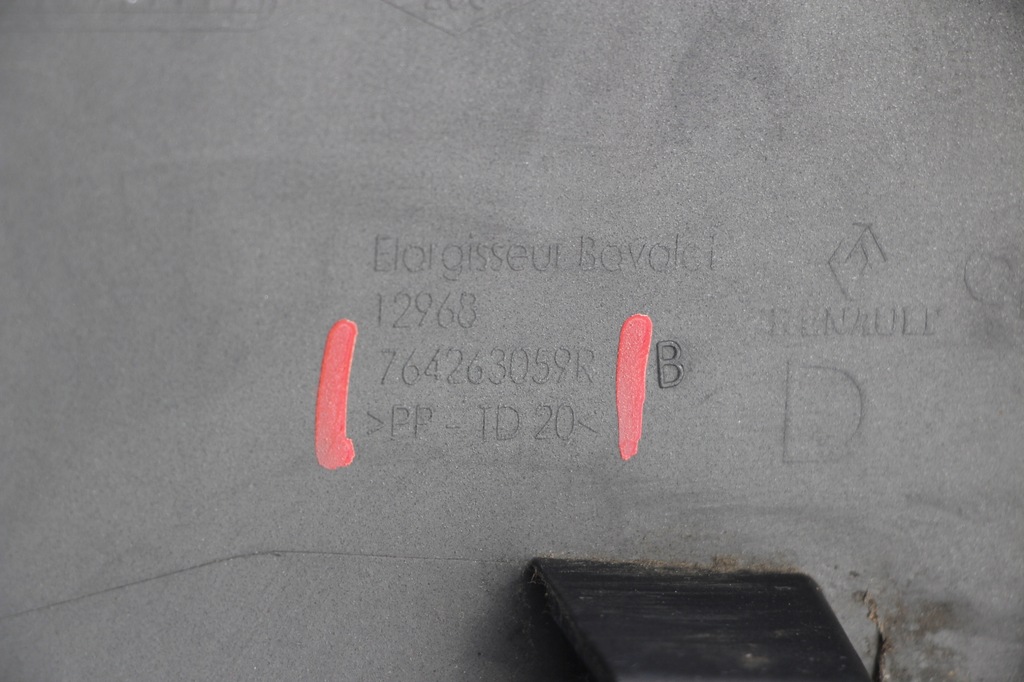 Elargisseur Bavolet
12968
764263059R B
>PP - TD 20<
RENAULT
D